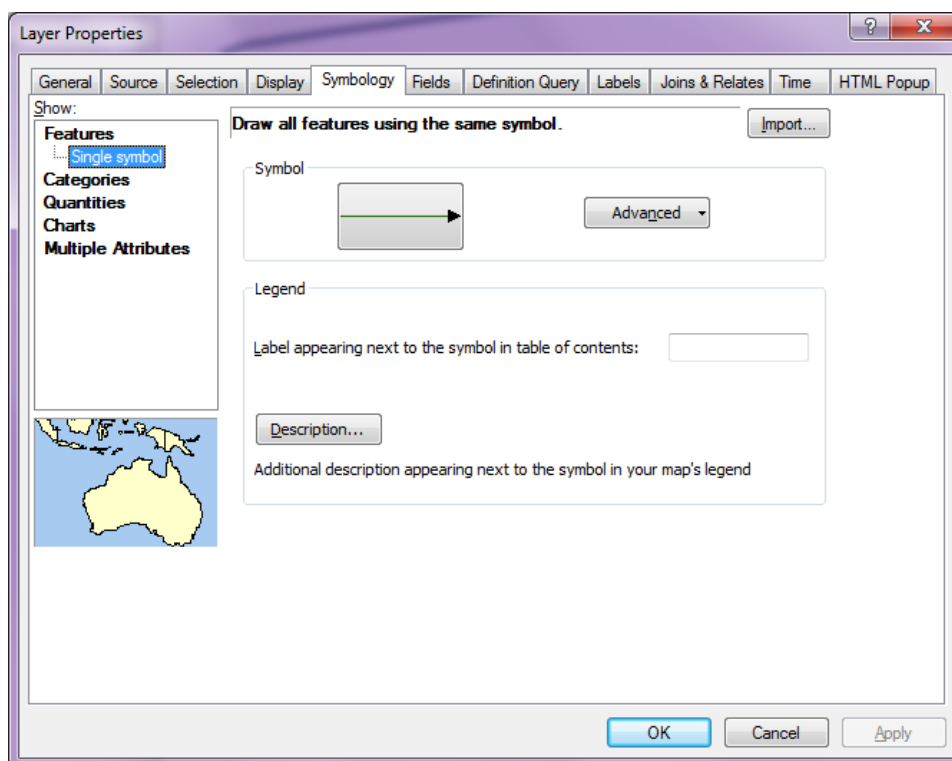 Layer Properties
General Source Selection Display Symbology Fields Definition Query Labels Joins & Relates Time HTML Popup
Show:
Features
Single symbol
Categories
Quantities
Charts
Multiple Attributes
Draw all features using the same symbol.
Import...
Symbol
Advanced
Legend
Label appearing next to the symbol in table of contents:
Description...
Additional description appearing next to the symbol in your map's legend
OK Cancel Apply